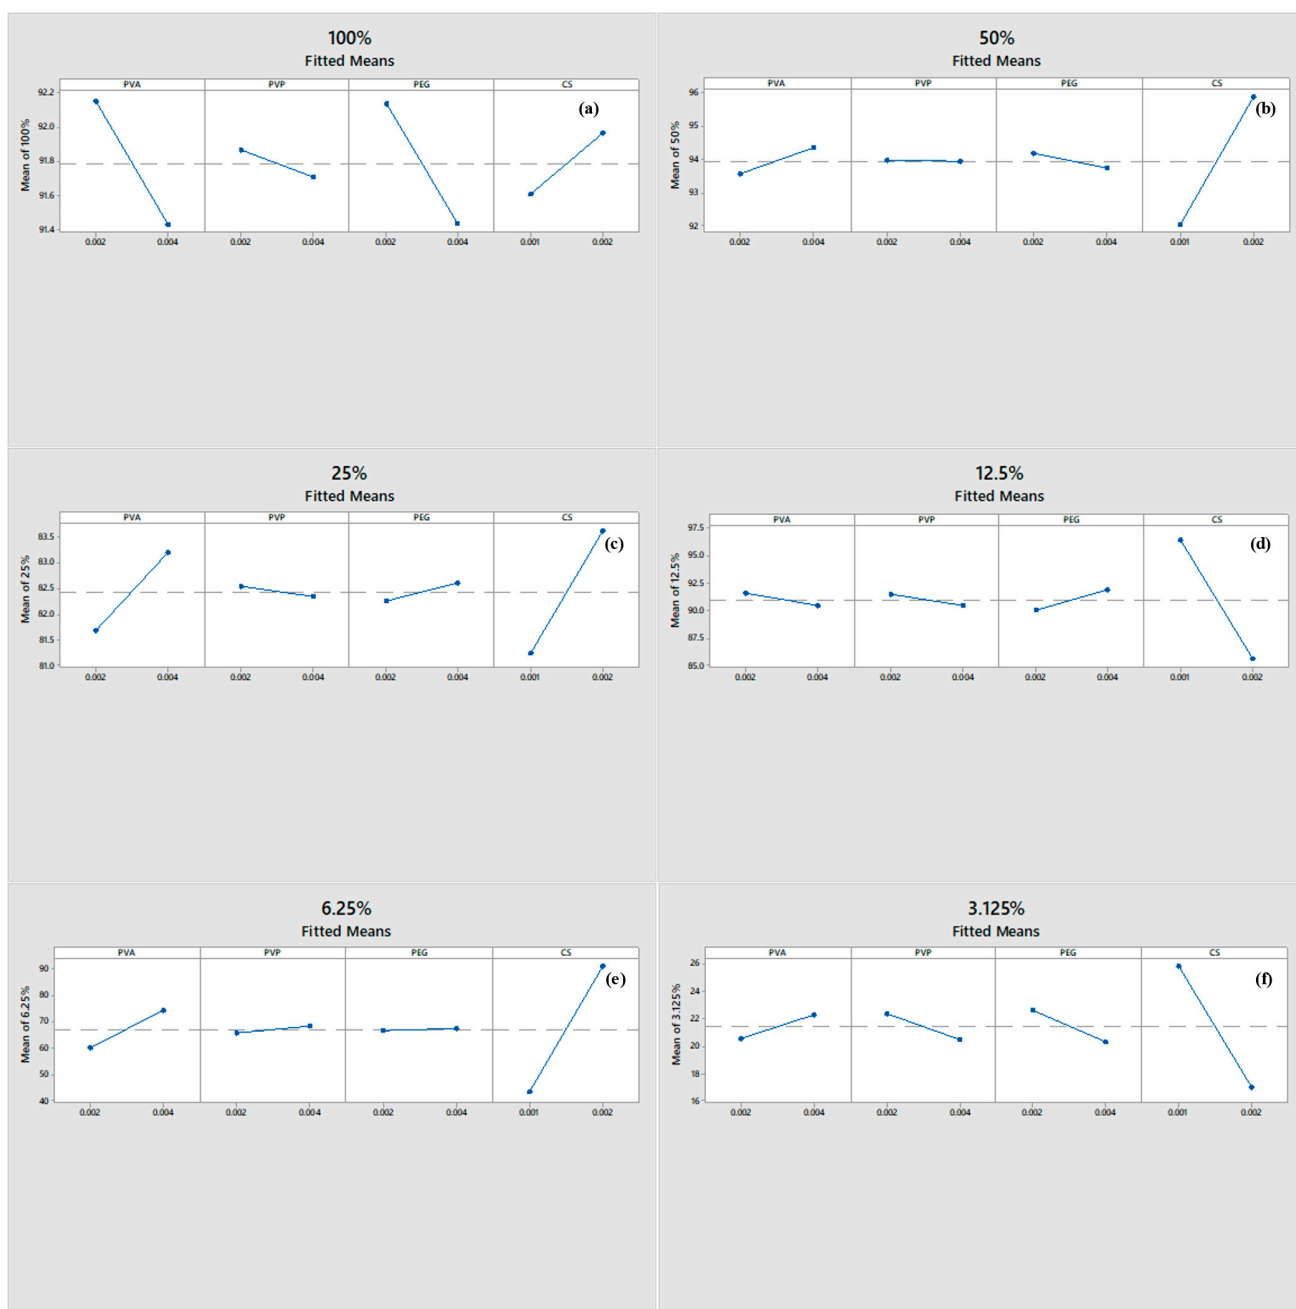 100%
Fitted Means
PVA PVP PEG CS
(a)
Mean of 100%
92.2
92.0
91.8
91.6
91.4
0.002 0.004 0.002 0.004 0.002 0.004 0.001 0.002
50%
Fitted Means
PVA PVP PEG CS
(b)
Mean of 50%
96
95
94
93
92
0.002 0.004 0.002 0.004 0.002 0.004 0.001 0.002
25%
Fitted Means
PVA PVP PEG CS
(c)
Mean of 25%
83.5
83.0
82.5
82.0
81.5
81.0
0.002 0.004 0.002 0.004 0.002 0.004 0.001 0.002
12.5%
Fitted Means
PVA PVP PEG CS
(d)
Mean of 12.5%
97.5
95.0
92.5
90.0
87.5
85.0
0.002 0.004 0.002 0.004 0.002 0.004 0.001 0.002
6.25%
Fitted Means
PVA PVP PEG CS
(e)
Mean of 6.25%
90
80
70
60
50
40
0.002 0.004 0.002 0.004 0.002 0.004 0.001 0.002
3.125%
Fitted Means
PVA PVP PEG CS
(f)
Mean of 3.125%
26
24
22
20
18
16
0.002 0.004 0.002 0.004 0.002 0.004 0.001 0.002